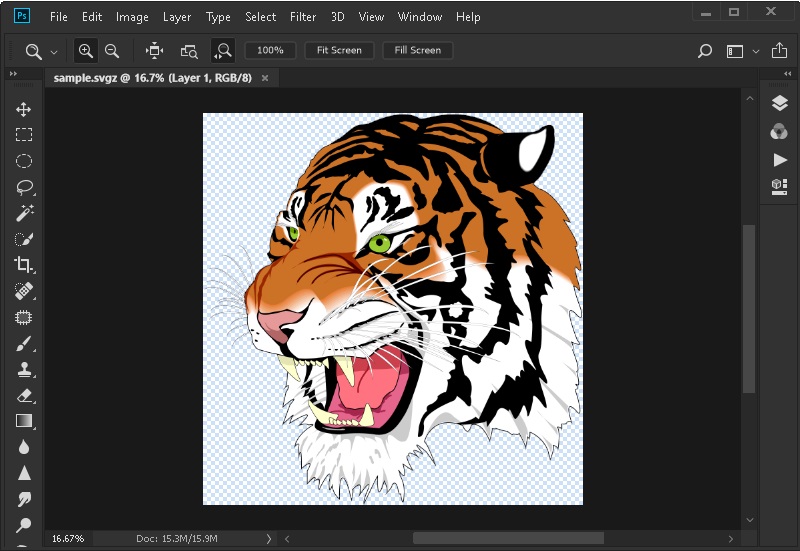 Ps File Edit Image Layer Type Select Filter 3D View Window Help
100% Fit Screen Fill Screen
sample.svgz @ 16.7% (Layer 1, RGB/8)
16.67% Doc: 15.3M/15.9M